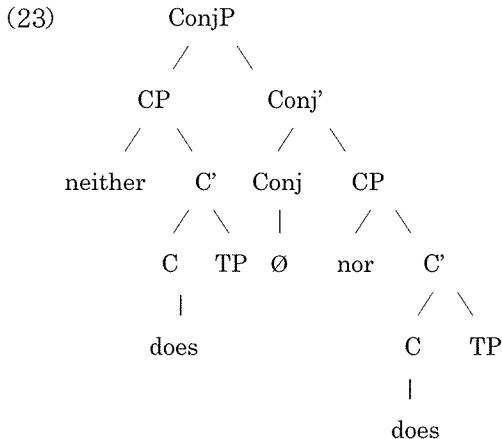 (23) ConjP
CP Conj’
neither C’ Conj CP
C TP Ø nor C’
does C TP
does